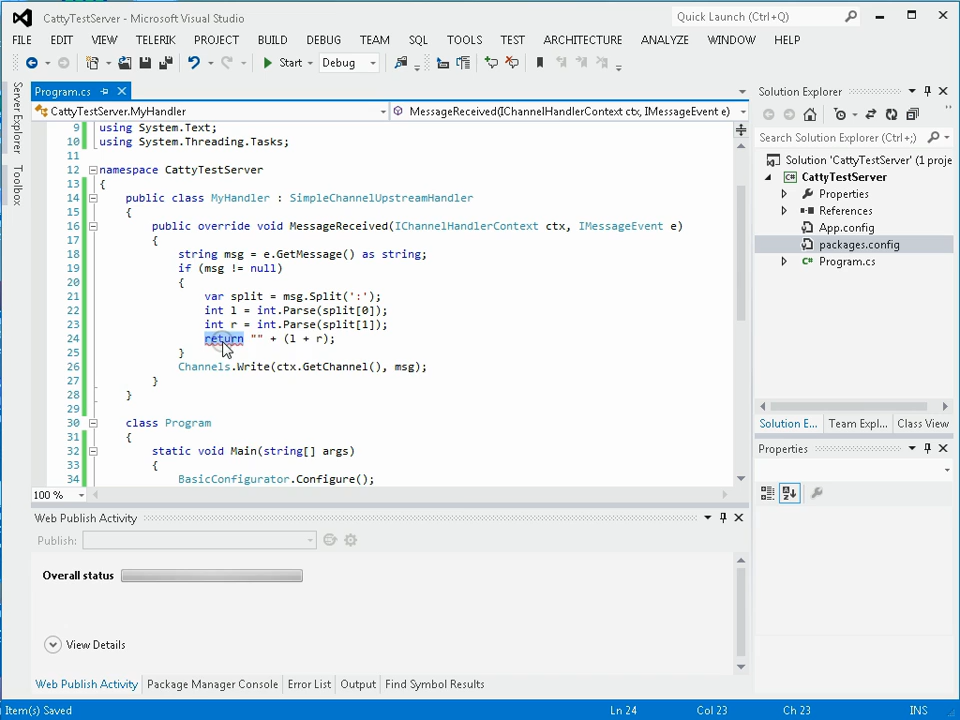 CattyTestServer - Microsoft Visual Studio
Quick Launch (Ctrl+Q)
FILE EDIT VIEW TELERIK PROJECT BUILD DEBUG TEAM SQL TOOLS TEST ARCHITECTURE ANALYZE WINDOW HELP
Start Debug
Server Explorer
Toolbox
Program.cs
CattyTestServer.MyHandler
MessageReceived(IChannelHandlerContext ctx, IMessageEvent e)
9 using System.Text;
10 using System.Threading.Tasks;
11
12 namespace CattyTestServer
13 {
14 public class MyHandler : SimpleChannelUpstreamHandler
15 {
16 public override void MessageReceived(IChannelHandlerContext ctx, IMessageEvent e)
17 {
18 string msg = e.GetMessage() as string;
19 if (msg != null)
20 {
21 var split = msg.Split(':');
22 int l = int.Parse(split[0]);
23 int r = int.Parse(split[1]);
24 return "" + (l + r);
25 }
26 Channels.Write(ctx.GetChannel(), msg);
27 }
28 }
29
30 class Program
31 {
32 static void Main(string[] args)
33 {
34 BasicConfigurator.Configure();
100 %
Solution Explorer
Search Solution Explorer (Ctrl+;)
Solution 'CattyTestServer' (1 proje
CattyTestServer
Properties
References
App.config
packages.config
Program.cs
Solution E... Team Expl... Class View
Properties
Web Publish Activity
Publish:
Overall status
View Details
Web Publish Activity Package Manager Console Error List Output Find Symbol Results
Item(s) Saved
Ln 24 Col 23 Ch 23 INS